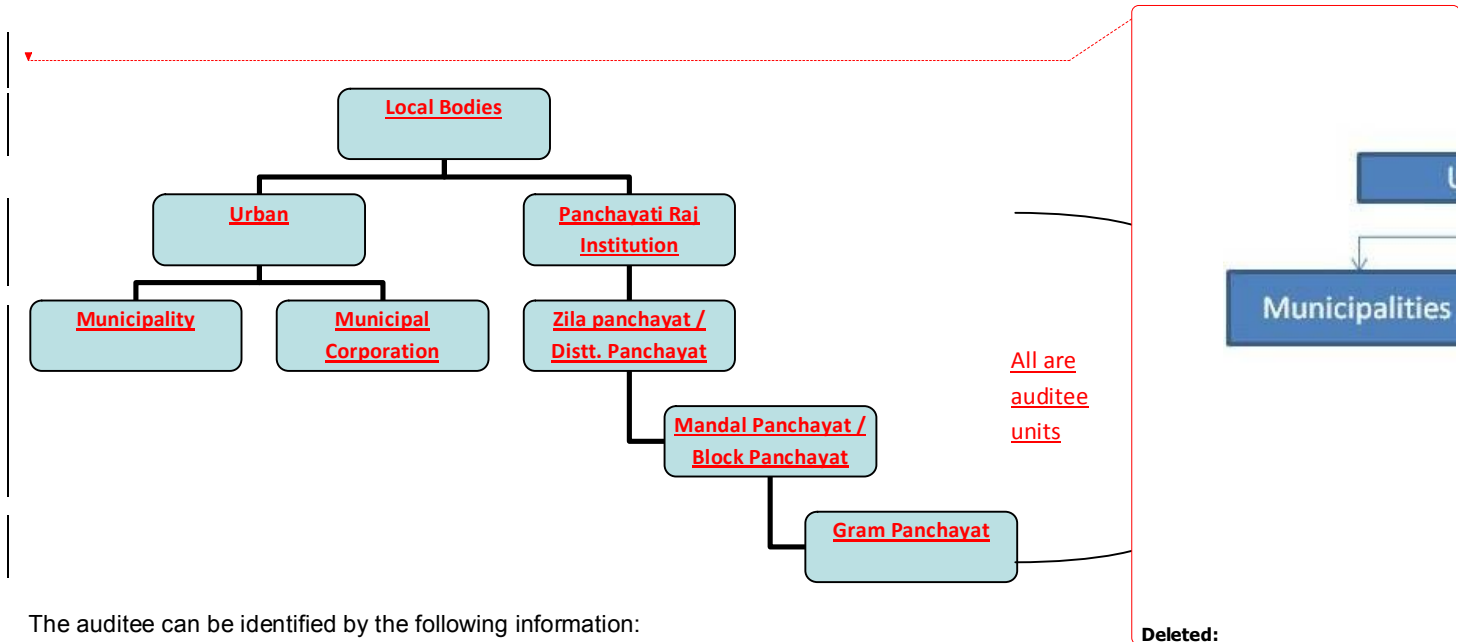 Local Bodies
Urban
Panchayati Raj
Institution
Municipality
Municipal
Corporation
Zila panchayat /
Distt. Panchayat
Mandal Panchayat /
Block Panchayat
Gram Panchayat
All are
auditee
units
The auditee can be identified by the following information:
Municipalities
Deleted: